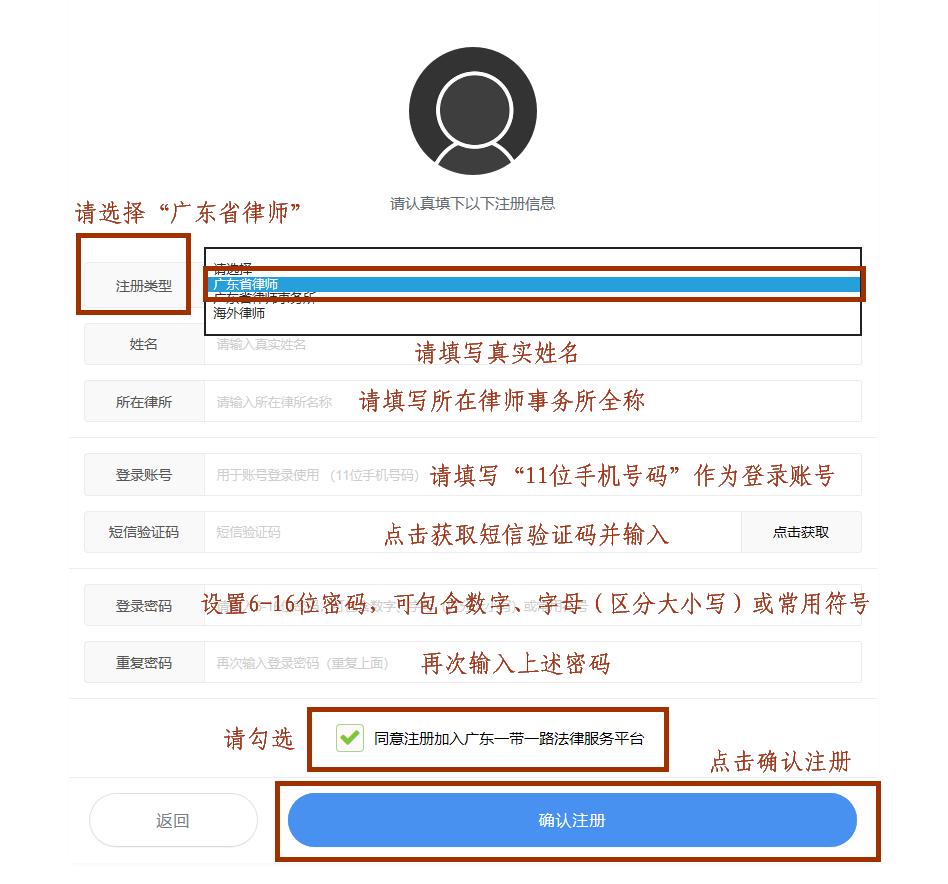 请认真填下以下注册信息
请选择“广东省律师”
注册类型
请选择
广东省律师
广东省律师事务所
海外律师
姓名
请输入真实姓名
请填写真实姓名
所在律所
请输入所在律所名称
请填写所在律师事务所全称
登录账号
用于账号登录使用 （11位手机号码）
请填写“11位手机号码”作为登录账号
短信验证码
短信验证码
点击获取短信验证码并输入
点击获取
登录密码
设置6-16位密码，可包含数字、字母（区分大小写）或常用符号
重复密码
再次输入登录密码（重复上面）
再次输入上述密码
请勾选
同意注册加入广东一带一路法律服务平台
点击确认注册
返回
确认注册